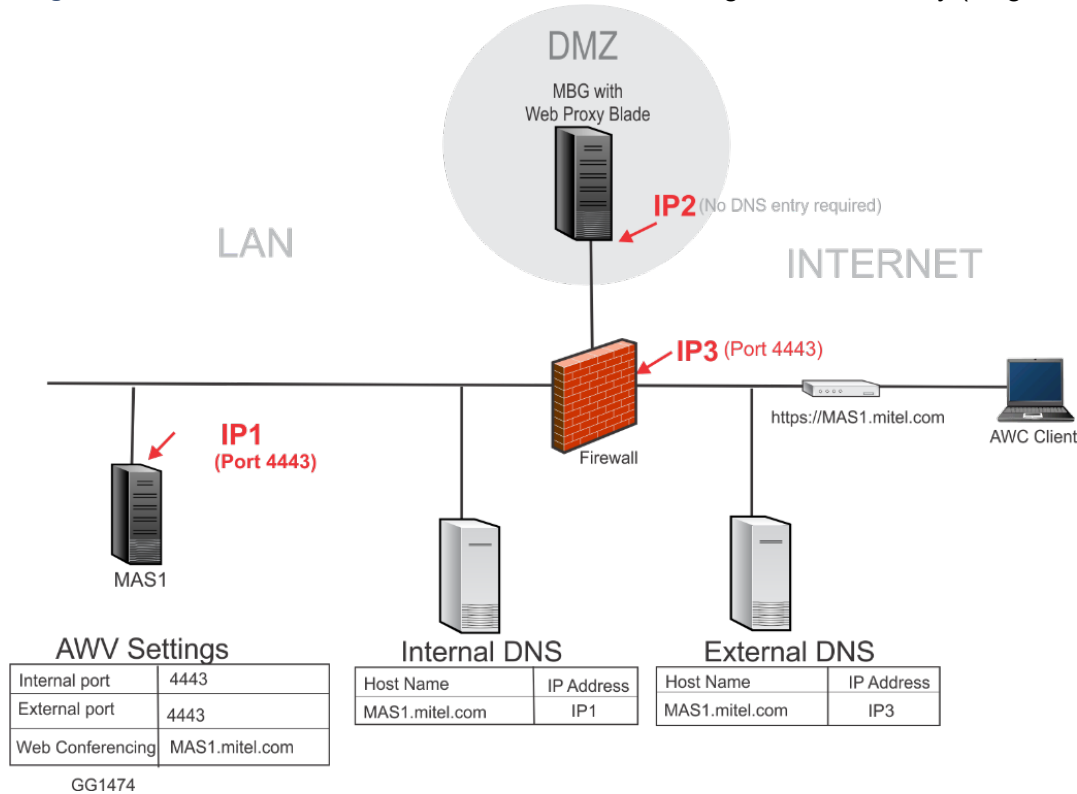 DMZ
MBG with
Web Proxy Blade
IP2 (No DNS entry required)
LAN
INTERNET
IP3 (Port 4443)
https://MAS1.mitel.com
AWC Client
IP1
(Port 4443)
Firewall
MAS1
AWV Settings
Internal port 4443
External port 4443
Web Conferencing MAS1.mitel.com
GG1474
Internal DNS
Host Name IP Address
MAS1.mitel.com IP1
External DNS
Host Name IP Address
MAS1.mitel.com IP3